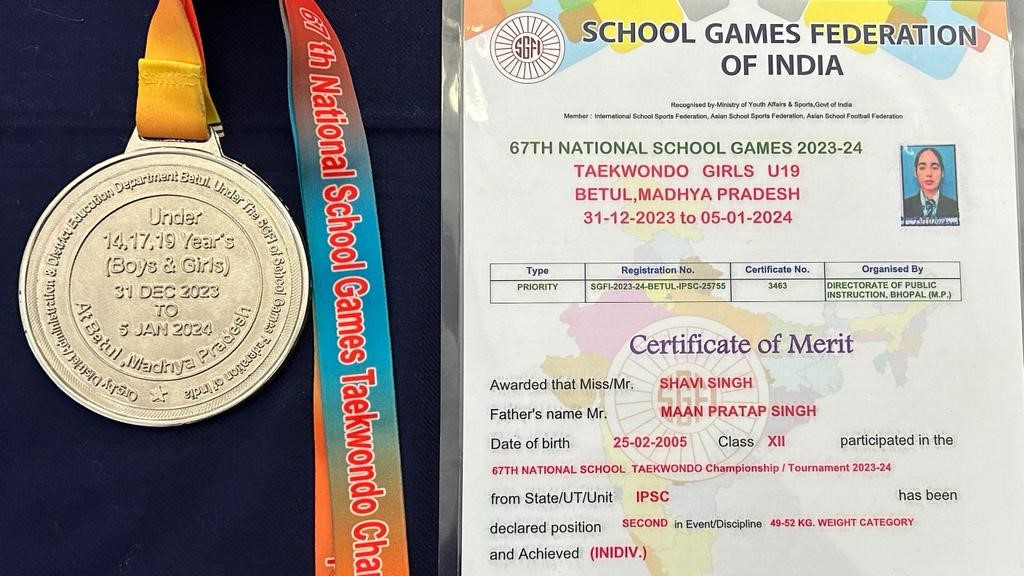 Orgby. District Administration & District Education Department Betul. Under The SGFI of School Games Federation of India
Under
14,17,19 Year's
(Boys & Girls)
31 DEC 2023
TO
5 JAN 2024
At Betul ,Madhya Pradesh
67 th National School Games Taekwondo Cha
SGFI
SCHOOL GAMES FEDERATION
OF INDIA
Recognised by-Ministry of Youth Affairs & Sports,Govt of India
Member : International School Sports Federation, Asian School Sports Federation, Asian School Football Federation
67TH NATIONAL SCHOOL GAMES 2023-24
TAEKWONDO GIRLS U19
BETUL,MADHYA PRADESH
31-12-2023 to 05-01-2024
Type Registration No. Certificate No. Organised By
PRIORITY SGFI-2023-24-BETUL-IPSC-25755 3463 DIRECTORATE OF PUBLIC
INSTRUCTION, BHOPAL (M.P.)
Certificate of Merit
Awarded that Miss/Mr. SHAVI SINGH
Father's name Mr. MAAN PRATAP SINGH
SGFI
Date of birth 25-02-2005 Class XII participated in the
67TH NATIONAL SCHOOL TAEKWONDO Championship / Tournament 2023-24
from State/UT/Unit IPSC has been
declared position SECOND in Event/Discipline 49-52 KG. WEIGHT CATEGORY
and Achieved (INIDIV.)